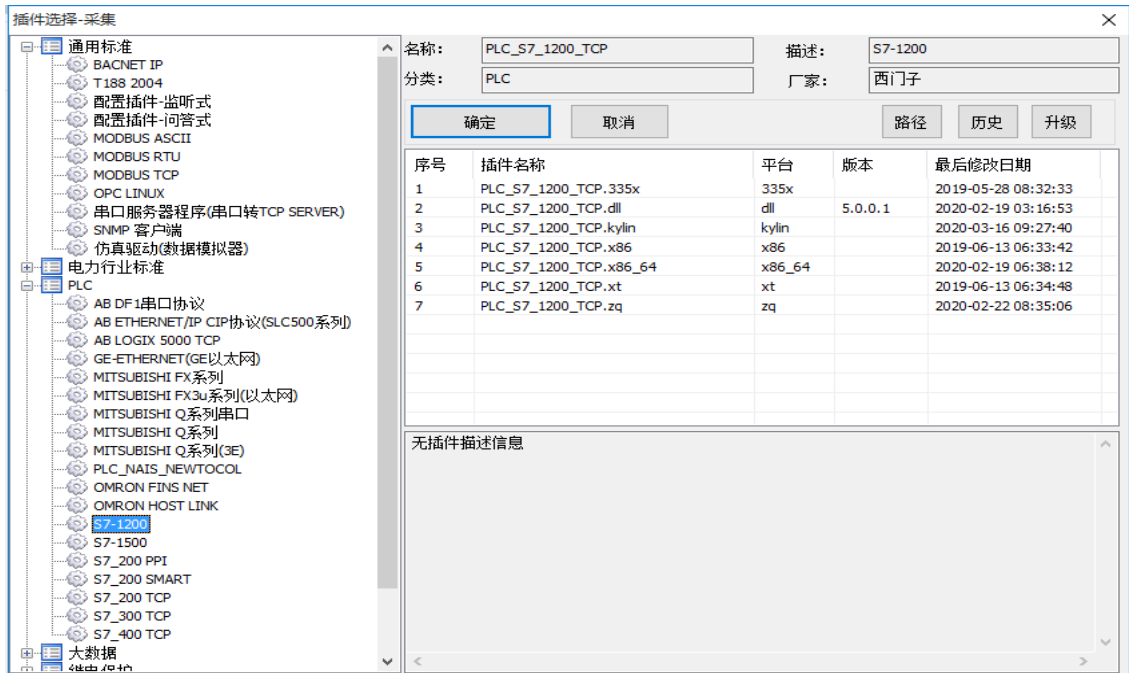 插件选择-采集
通用标准
BACNET IP
T188 2004
配置插件-监听式
配置插件-问答式
MODBUS ASCII
MODBUS RTU
MODBUS TCP
OPC LINUX
串口服务器程序(串口转TCP SERVER)
SNMP 客户端
仿真驱动(数据模拟器)
电力行业标准
PLC
AB DF1串口协议
AB ETHERNET/IP CIP协议(SLC500系列)
AB LOGIX 5000 TCP
GE-ETHERNET(GE以太网)
MITSUBISHI FX系列
MITSUBISHI FX3u系列(以太网)
MITSUBISHI Q系列串口
MITSUBISHI Q系列
MITSUBISHI Q系列(3E)
PLC_NAIS_NEWTOCOL
OMRON FINS NET
OMRON HOST LINK
S7-1200
S7-1500
S7_200 PPI
S7_200 SMART
S7_200 TCP
S7_300 TCP
S7_400 TCP
大数据
继电保护
名称: PLC_S7_1200_TCP 描述: S7-1200
分类: PLC 厂家: 西门子
确定 取消 路径 历史 升级
序号 插件名称 平台 版本 最后修改日期
1 PLC_S7_1200_TCP.335x 335x 2019-05-28 08:32:33
2 PLC_S7_1200_TCP.dll dll 5.0.0.1 2020-02-19 03:16:53
3 PLC_S7_1200_TCP.kylin kylin 2020-03-16 09:27:40
4 PLC_S7_1200_TCP.x86 x86 2019-06-13 06:33:42
5 PLC_S7_1200_TCP.x86_64 x86_64 2020-02-19 06:38:12
6 PLC_S7_1200_TCP.xt xt 2019-06-13 06:34:48
7 PLC_S7_1200_TCP.zq zq 2020-02-22 08:35:06
无插件描述信息